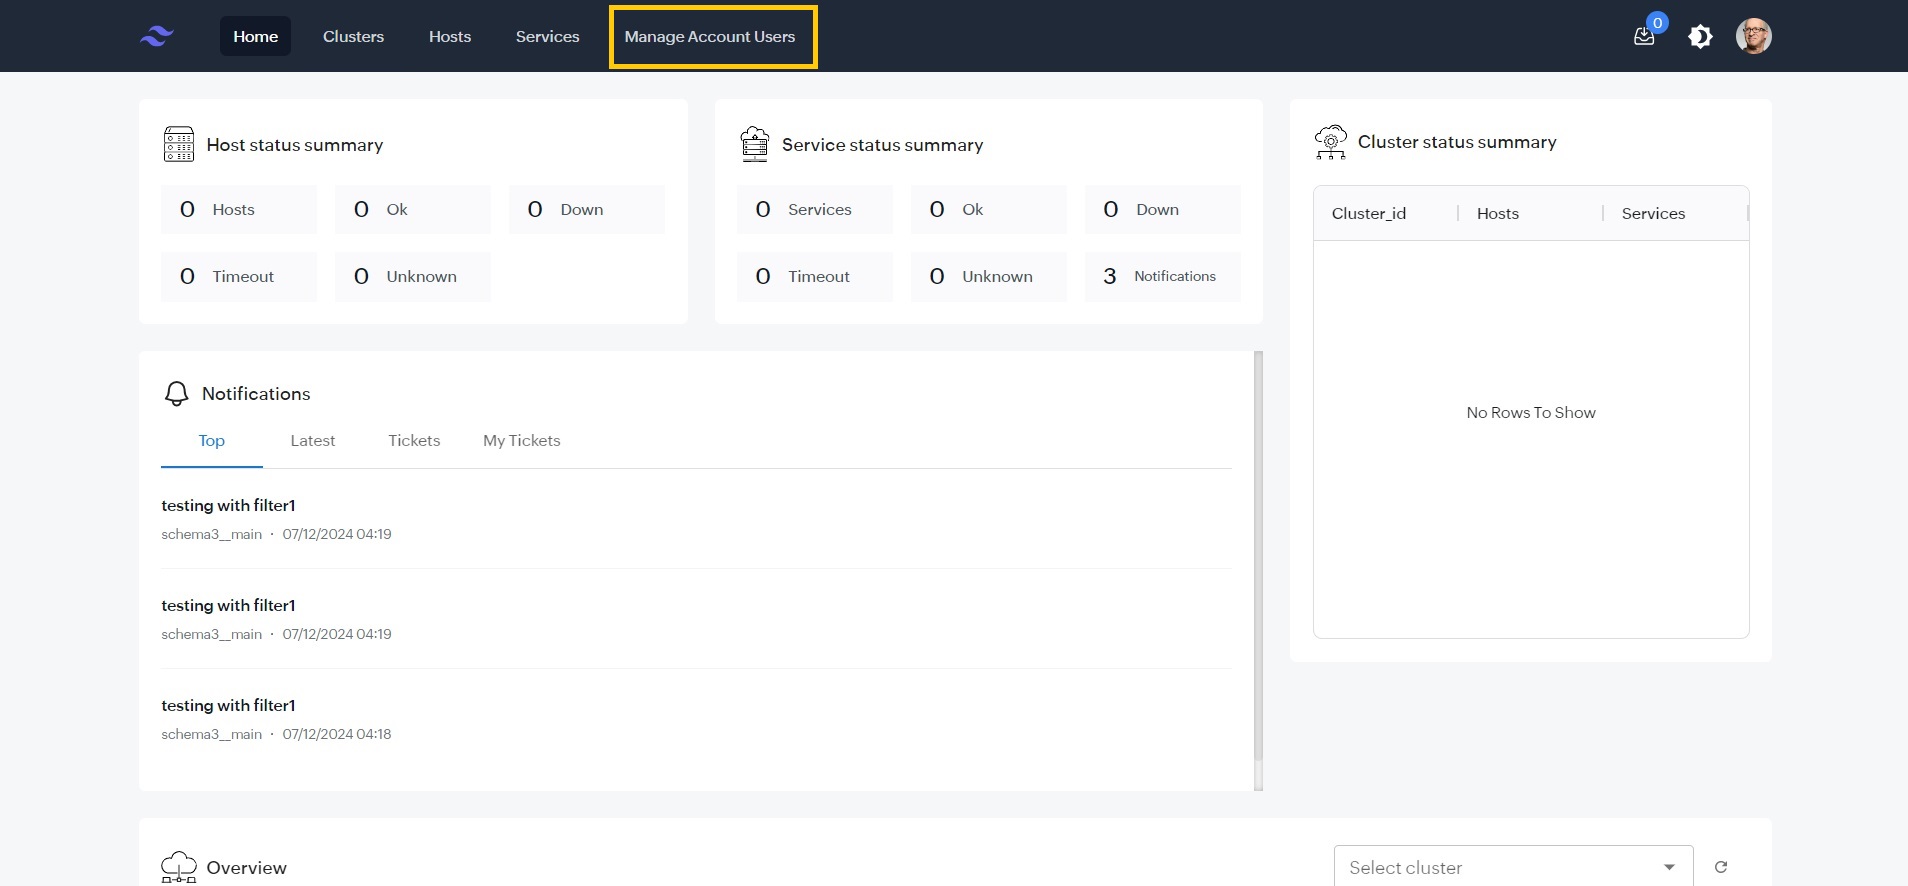 Home Clusters Hosts Services Manage Account Users 0
Host status summary
0 Hosts 0 Ok 0 Down
0 Timeout 0 Unknown
Service status summary
0 Services 0 Ok 0 Down
0 Timeout 0 Unknown 3 Notifications
Cluster status summary
Cluster_id Hosts Services
No Rows To Show
Notifications
Top Latest Tickets My Tickets
testing with filter1
schema3__main · 07/12/2024 04:19
testing with filter1
schema3__main · 07/12/2024 04:19
testing with filter1
schema3__main · 07/12/2024 04:18
Overview
Select cluster